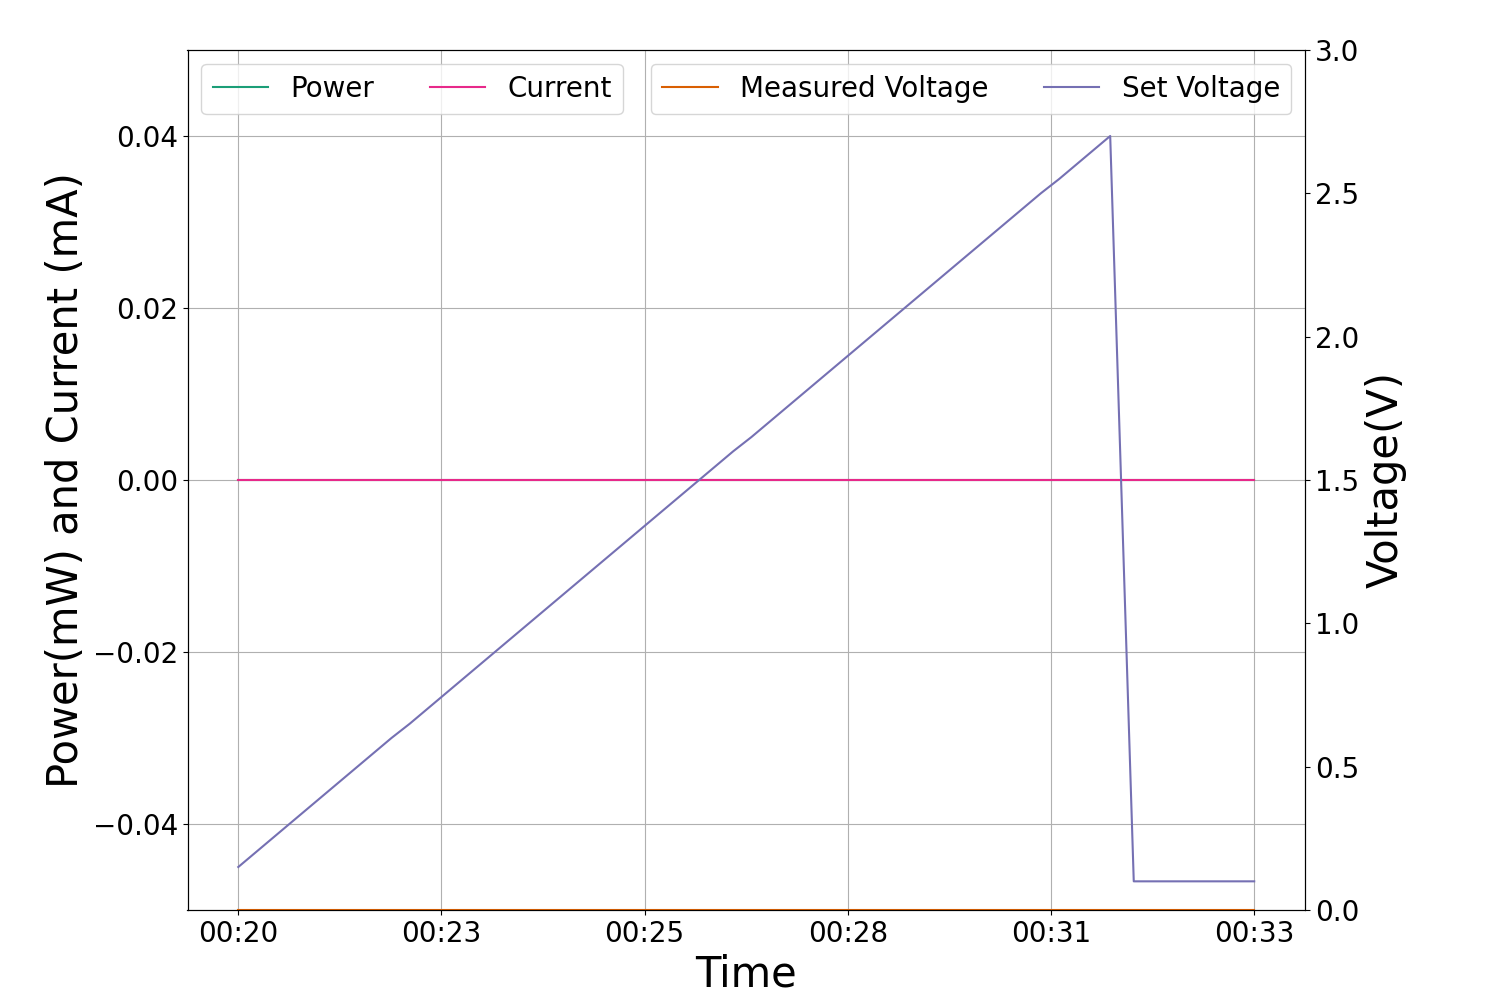 Power Current Measured Voltage Set Voltage
0.04
0.02
0.00
−0.02
−0.04
Power(mW) and Current (mA)
3.0
2.5
2.0
1.5
1.0
0.5
0.0
Voltage(V)
00:20 00:23 00:25 00:28 00:31 00:33
Time